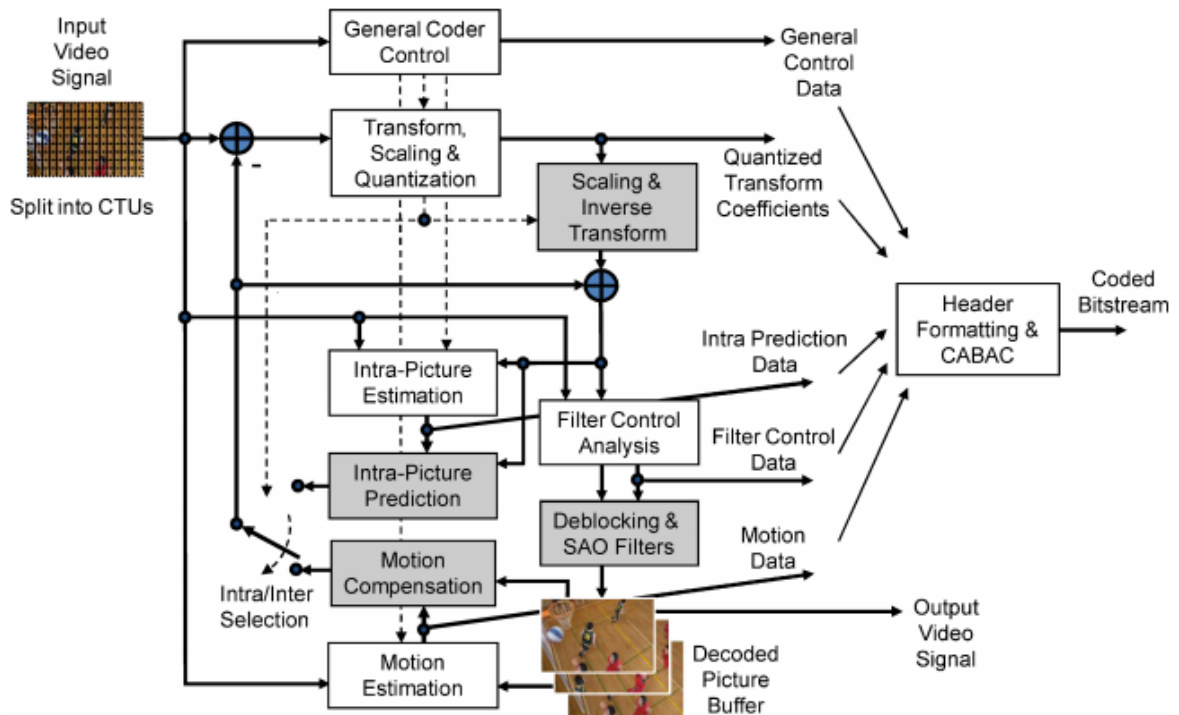 Input
Video
Signal
Split into CTUs
General Coder
Control
Transform,
Scaling &
Quantization
-
Scaling &
Inverse
Transform
General
Control
Data
Quantized
Transform
Coefficients
Intra-Picture
Estimation
Filter Control
Analysis
Intra-Picture
Prediction
Deblocking &
SAO Filters
Motion
Compensation
Intra/Inter
Selection
Motion
Estimation
Decoded
Picture
Buffer
Intra Prediction
Data
Filter Control
Data
Motion
Data
Header
Formatting &
CABAC
Coded
Bitstream
Output
Video
Signal